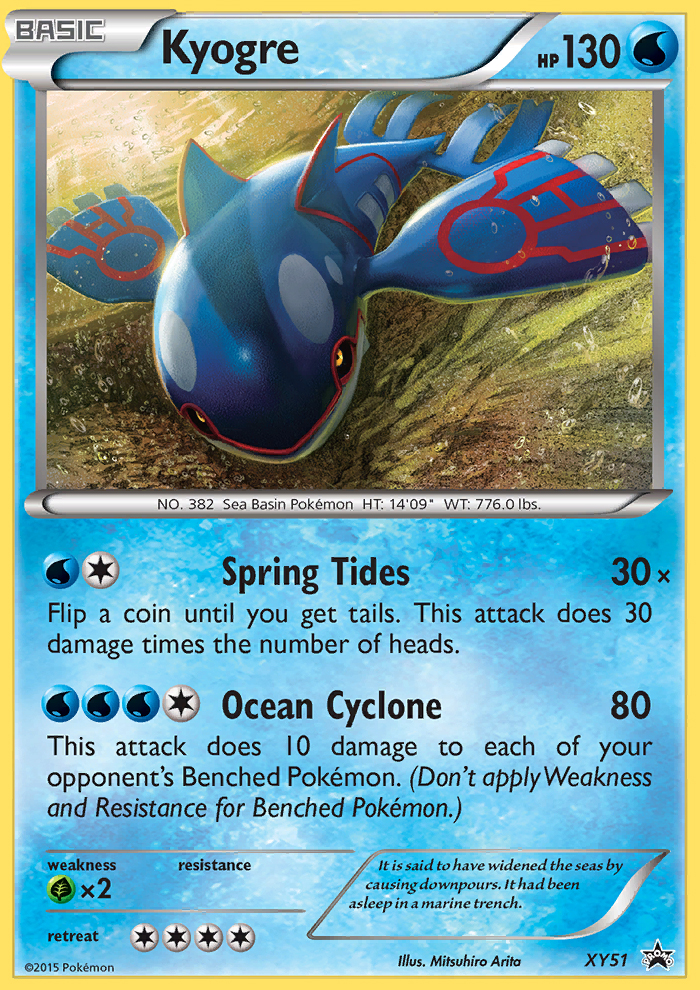 BASIC
Kyogre
HP 130
NO. 382 Sea Basin Pokémon HT: 14'09" WT: 776.0 lbs.
Spring Tides 30×
Flip a coin until you get tails. This attack does 30
damage times the number of heads.
Ocean Cyclone 80
This attack does 10 damage to each of your
opponent's Benched Pokémon. (Don't apply Weakness
and Resistance for Benched Pokémon.)
weakness resistance
×2
It is said to have widened the seas by
causing downpours. It had been
asleep in a marine trench.
retreat
©2015 Pokémon
Illus. Mitsuhiro Arita
XY51
PROMO